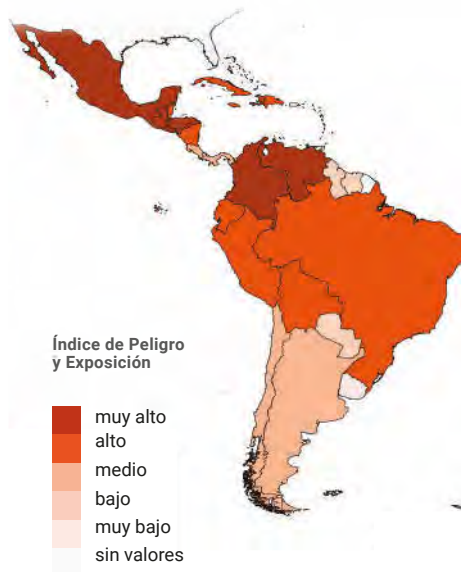 Índice de Peligro
y Exposición
muy alto
alto
medio
bajo
muy bajo
sin valores